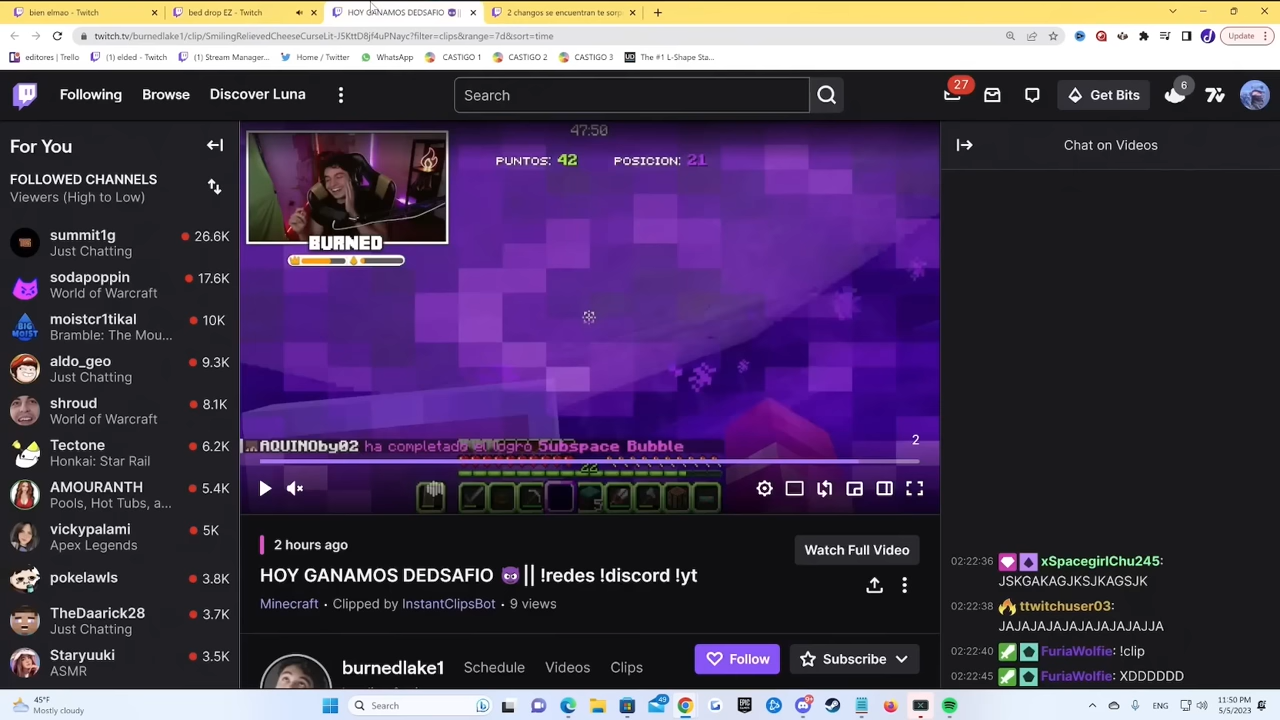 bien elmao - Twitch
bed drop EZ - Twitch
HOY GANAMOS DEDSAFIO 😈||
2 changos se encuentran te sorp
twitch.tv/burnedlake1/clip/SmilingRelievedCheeseCurseLit-J5KttD8jf4uPNayc?filter=clips&range=7d&sort=time
Update
editores | Trello
(1) elded - Twitch
(1) Stream Manager...
Home / Twitter
WhatsApp
CASTIGO 1
CASTIGO 2
CASTIGO 3
The #1 L-Shape Sta...
Following
Browse
Discover Luna
Search
27
Get Bits
6
For You
FOLLOWED CHANNELS
Viewers (High to Low)
summit1g 26.6K
Just Chatting
sodapoppin 17.6K
World of Warcraft
moistcr1tikal 10K
Bramble: The Mou...
aldo_geo 9.3K
Just Chatting
shroud 8.1K
World of Warcraft
Tectone 6.2K
Honkai: Star Rail
AMOURANTH 5.4K
Pools, Hot Tubs, a...
vickypalami 5K
Apex Legends
pokelawls 3.8K
TheDaarick28 3.7K
Just Chatting
Staryuuki 3.5K
ASMR
47:50
PUNTOS: 42 POSICION: 21
BURNED
AQUINOby02 ha completado el logro Subspace Bubble
22
5
2
2 hours ago
Watch Full Video
HOY GANAMOS DEDSAFIO 😈|| !redes !discord !yt
Minecraft • Clipped by InstantClipsBot • 9 views
burnedlake1
Schedule
Videos
Clips
Follow
Subscribe
Chat on Videos
02:22:36 xSpacegirlChu245:
JSKGAKAGJKSJKAGSJK
02:22:38 ttwitchuser03:
JAJAJAJAJAJAJAJAJAJJA
02:22:40 FuriaWolfie: !clip
02:22:45 FuriaWolfie: XDDDDDD
45°F
Mostly cloudy
Search
49
ENG
11:50 PM
5/5/2023